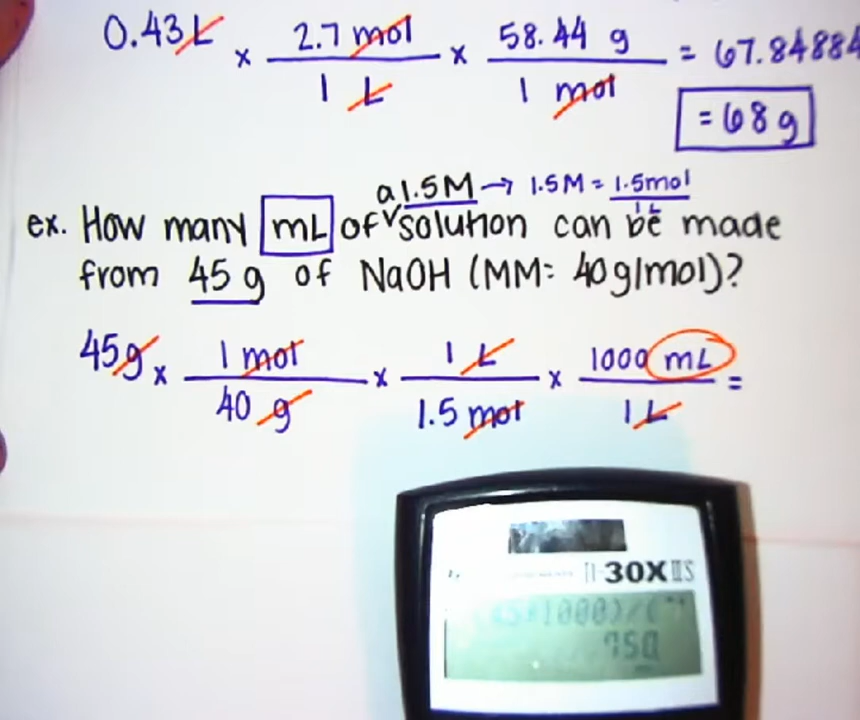 0.43 L x 2.7 mol / 1 L x 58.44 g / 1 mol = 67.84884
= 68 g
a 1.5 M → 1.5 M = 1.5 mol / 1 L
ex. How many mL of solution can be made
from 45 g of NaOH (MM: 40 g/mol)?
45 g x 1 mol / 40 g x 1 L / 1.5 mol x 1000 mL / 1 L =
TI-30X IIS
750